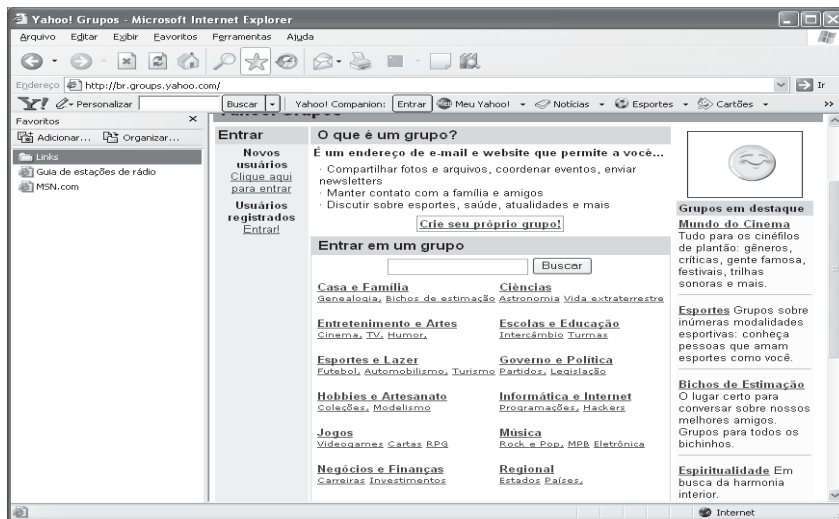 Yahoo! Grupos - Microsoft Internet Explorer
Arquivo Editar Exibir Favoritos Ferramentas Ajuda
Endereço http://br.groups.yahoo.com/ Ir
Y! Personalizar Buscar Yahoo! Companion: Entrar Meu Yahoo! Notícias Esportes Cartões »
Favoritos ×
Adicionar... Organizar...
Links
Guia de estações de rádio
MSN.com
Yahoo! Grupos
Entrar
Novos
usuários
Clique aqui
para entrar
Usuários
registrados
Entrar!
O que é um grupo?
É um endereço de e-mail e website que permite a você...
· Compartilhar fotos e arquivos, coordenar eventos, enviar
newsletters
· Manter contato com a família e amigos
· Discutir sobre esportes, saúde, atualidades e mais
Crie seu próprio grupo!
Entrar em um grupo
Buscar
Casa e Família
Genealogia, Bichos de estimação
Ciências
Astronomia Vida extraterrestre
Entretenimento e Artes
Cinema, TV, Humor,
Escolas e Educação
Intercâmbio Turmas
Esportes e Lazer
Futebol, Automobilismo, Turismo
Governo e Política
Partidos, Legislação
Hobbies e Artesanato
Coleções, Modelismo
Informática e Internet
Programações, Hackers
Jogos
Videogames Cartas RPG
Música
Rock e Pop, MPB Eletrônica
Negócios e Finanças
Carreiras Investimentos
Regional
Estados Países,
Grupos em destaque
Mundo do Cinema
Tudo para os cinéfilos
de plantão: gêneros,
críticas, gente famosa,
festivais, trilhas
sonoras e mais.
Esportes Grupos sobre
inúmeras modalidades
esportivas: conheça
pessoas que amam
esportes como você.
Bichos de Estimação
O lugar certo para
conversar sobre nossos
melhores amigos.
Grupos para todos os
bichinhos.
Espiritualidade Em
busca da harmonia
interior.
Internet